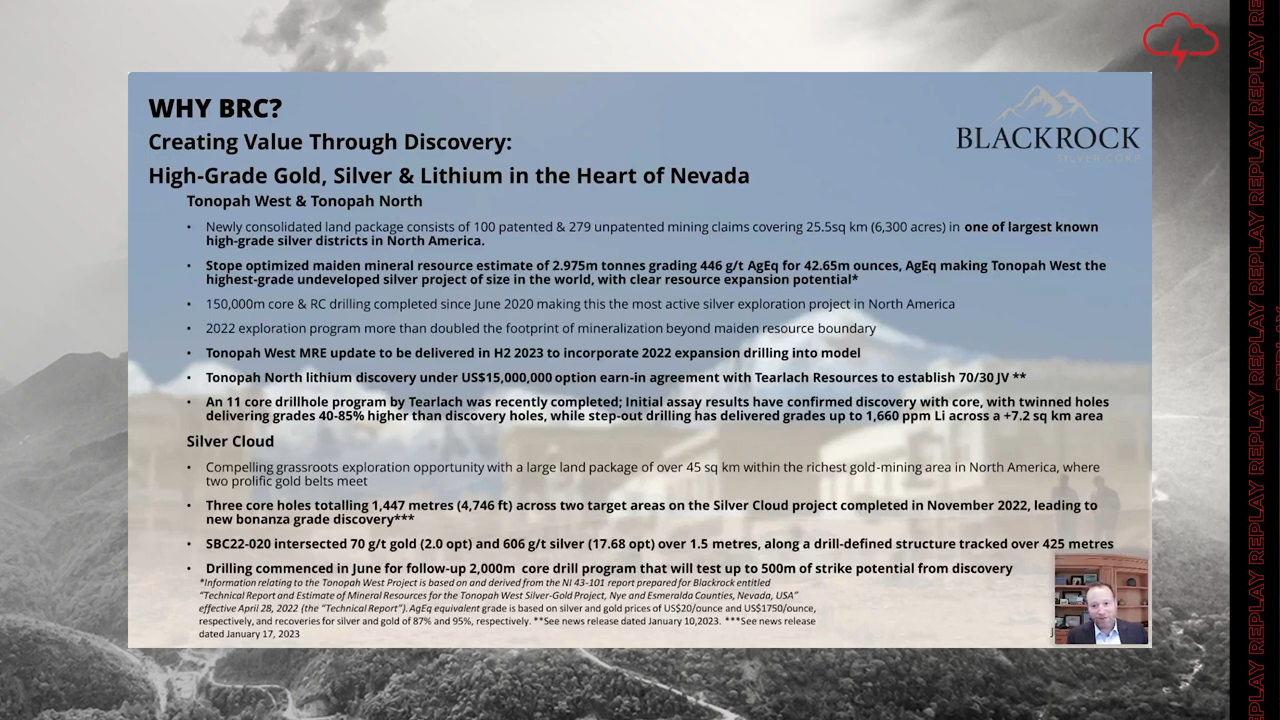 WHY BRC?
Creating Value Through Discovery:
High-Grade Gold, Silver & Lithium in the Heart of Nevada
BLACKROCK
SILVER CORP
Tonopah West & Tonopah North
• Newly consolidated land package consists of 100 patented & 279 unpatented mining claims covering 25.5sq km (6,300 acres) in one of largest known
high-grade silver districts in North America.
• Stope optimized maiden mineral resource estimate of 2.975m tonnes grading 446 g/t AgEq for 42.65m ounces, AgEq making Tonopah West the
highest-grade undeveloped silver project of size in the world, with clear resource expansion potential*
• 150,000m core & RC drilling completed since June 2020 making this the most active silver exploration project in North America
• 2022 exploration program more than doubled the footprint of mineralization beyond maiden resource boundary
• Tonopah West MRE update to be delivered in H2 2023 to incorporate 2022 expansion drilling into model
• Tonopah North lithium discovery under US$15,000,000 option earn-in agreement with Tearlach Resources to establish 70/30 JV **
• An 11 core drillhole program by Tearlach was recently completed; Initial assay results have confirmed discovery with core, with twinned holes
delivering grades 40-85% higher than discovery holes, while step-out drilling has delivered grades up to 1,660 ppm Li across a +7.2 sq km area
Silver Cloud
• Compelling grassroots exploration opportunity with a large land package of over 45 sq km within the richest gold-mining area in North America, where
two prolific gold belts meet
• Three core holes totalling 1,447 metres (4,746 ft) across two target areas on the Silver Cloud project completed in November 2022, leading to
new bonanza grade discovery***
• SBC22-020 intersected 70 g/t gold (2.0 opt) and 606 g/t silver (17.68 opt) over 1.5 metres, along a drill-defined structure tracked over 425 metres
• Drilling commenced in June for follow-up 2,000m core drill program that will test up to 500m of strike potential from discovery
*Information relating to the Tonopah West Project is based on and derived from the NI 43-101 report prepared for Blackrock entitled
"Technical Report and Estimate of Mineral Resources for the Tonopah West Silver-Gold Project, Nye and Esmeralda Counties, Nevada, USA"
effective April 28, 2022 (the "Technical Report"). AgEq equivalent grade is based on silver and gold prices of US$20/ounce and US$1750/ounce,
respectively, and recoveries for silver and gold of 87% and 95%, respectively. **See news release dated January 10,2023. ***See news release
dated January 17, 2023
REPLAY REPLAY REPLAY REPLAY REPLAY REPLAY REPLAY